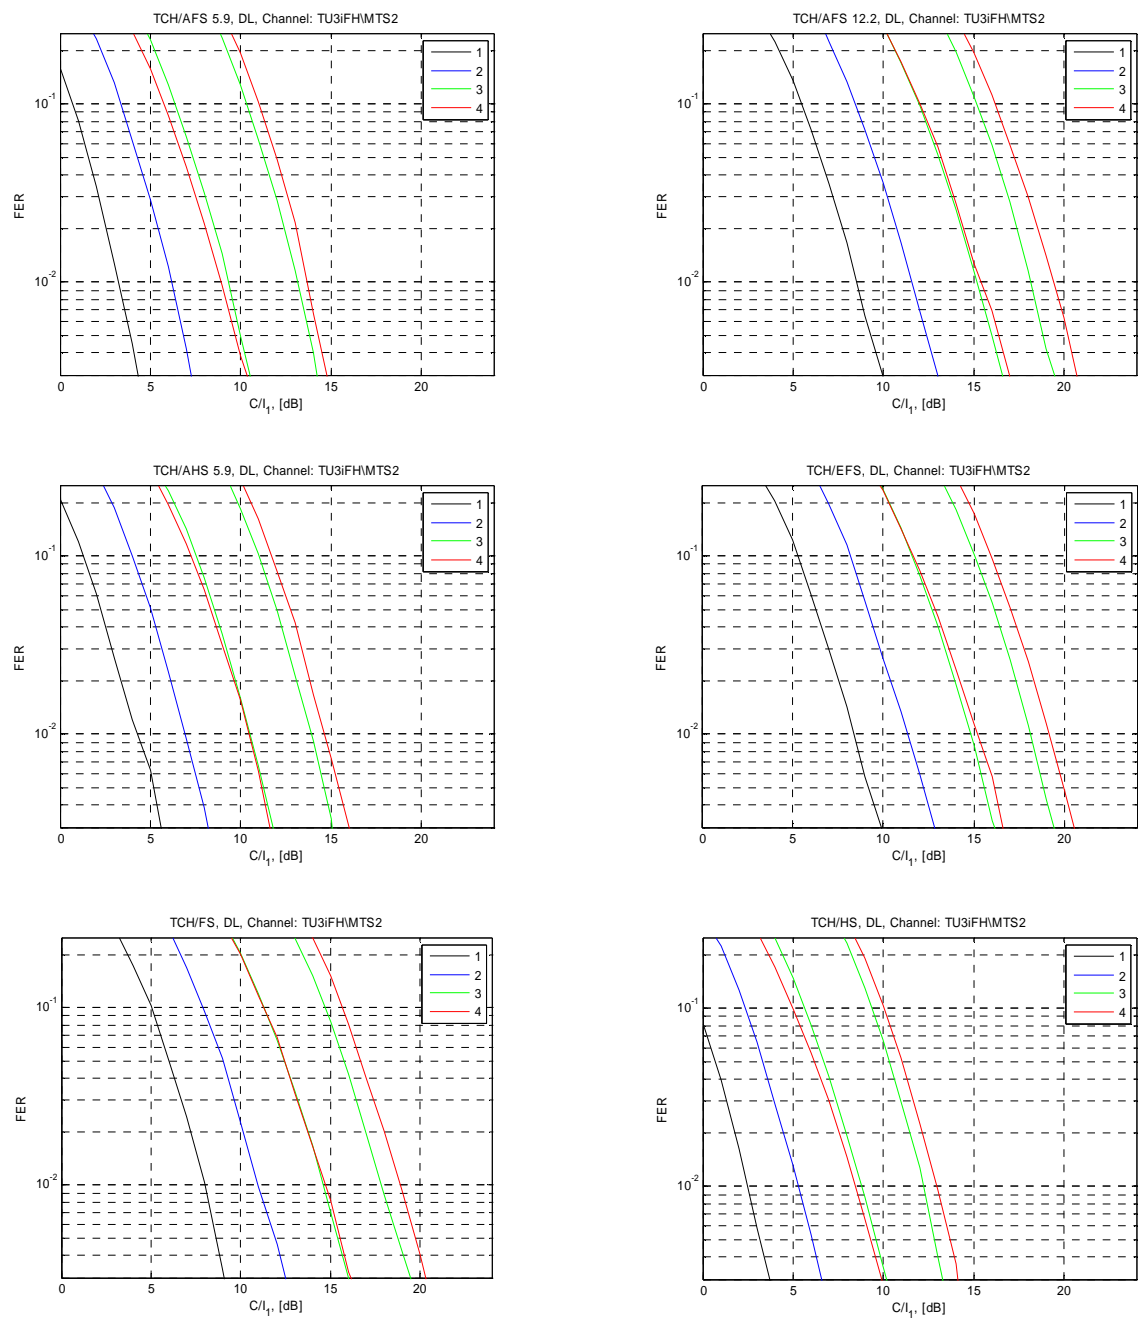 TCH/AFS 5.9, DL, Channel: TU3iFH\MTS2
1
2
3
4
10^-1
10^-2
FER
0 5 10 15 20
C/I_1, [dB]
TCH/AFS 12.2, DL, Channel: TU3iFH\MTS2
1
2
3
4
10^-1
10^-2
FER
0 5 10 15 20
C/I_1, [dB]
TCH/AHS 5.9, DL, Channel: TU3iFH\MTS2
1
2
3
4
10^-1
10^-2
FER
0 5 10 15 20
C/I_1, [dB]
TCH/EFS, DL, Channel: TU3iFH\MTS2
1
2
3
4
10^-1
10^-2
FER
0 5 10 15 20
C/I_1, [dB]
TCH/FS, DL, Channel: TU3iFH\MTS2
1
2
3
4
10^-1
10^-2
FER
0 5 10 15 20
C/I_1, [dB]
TCH/HS, DL, Channel: TU3iFH\MTS2
1
2
3
4
10^-1
10^-2
FER
0 5 10 15 20
C/I_1, [dB]